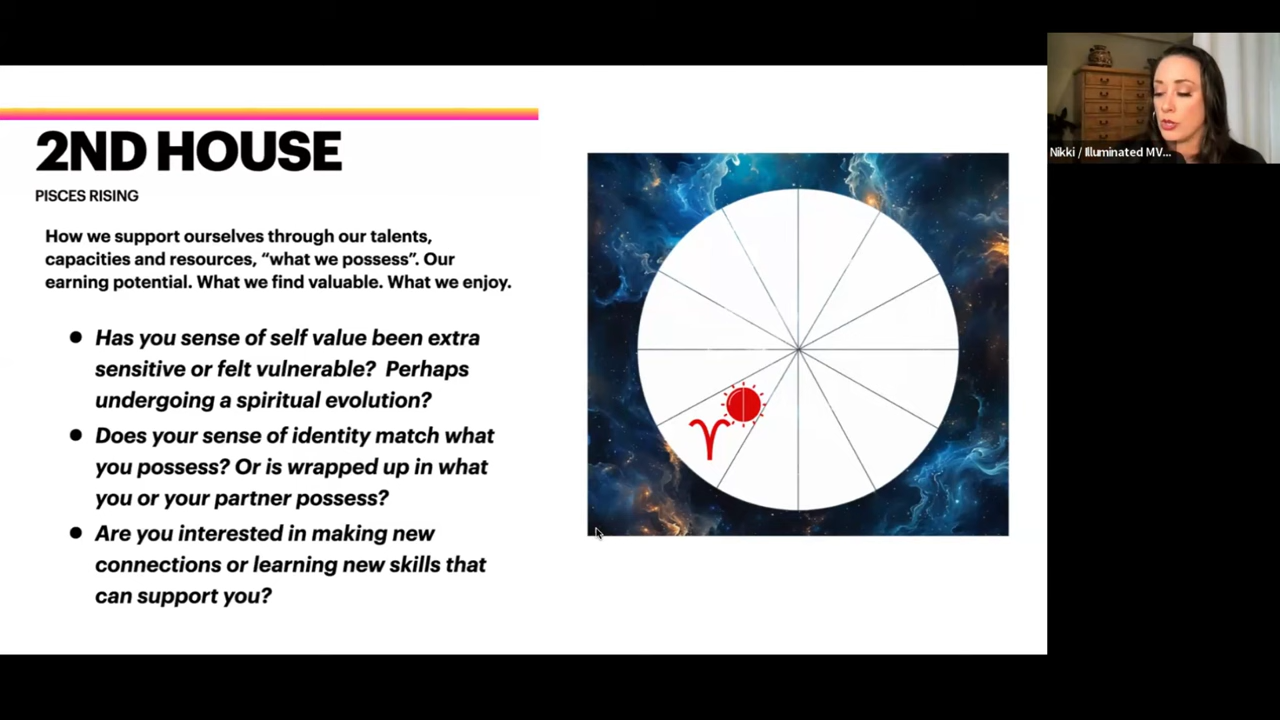 2ND HOUSE
PISCES RISING
How we support ourselves through our talents,
capacities and resources, “what we possess”. Our
earning potential. What we find valuable. What we enjoy.
● Has you sense of self value been extra
sensitive or felt vulnerable?  Perhaps
undergoing a spiritual evolution?
● Does your sense of identity match what
you possess? Or is wrapped up in what
you or your partner possess?
● Are you interested in making new
connections or learning new skills that
can support you?
♈
Nikki / Illuminated MV...